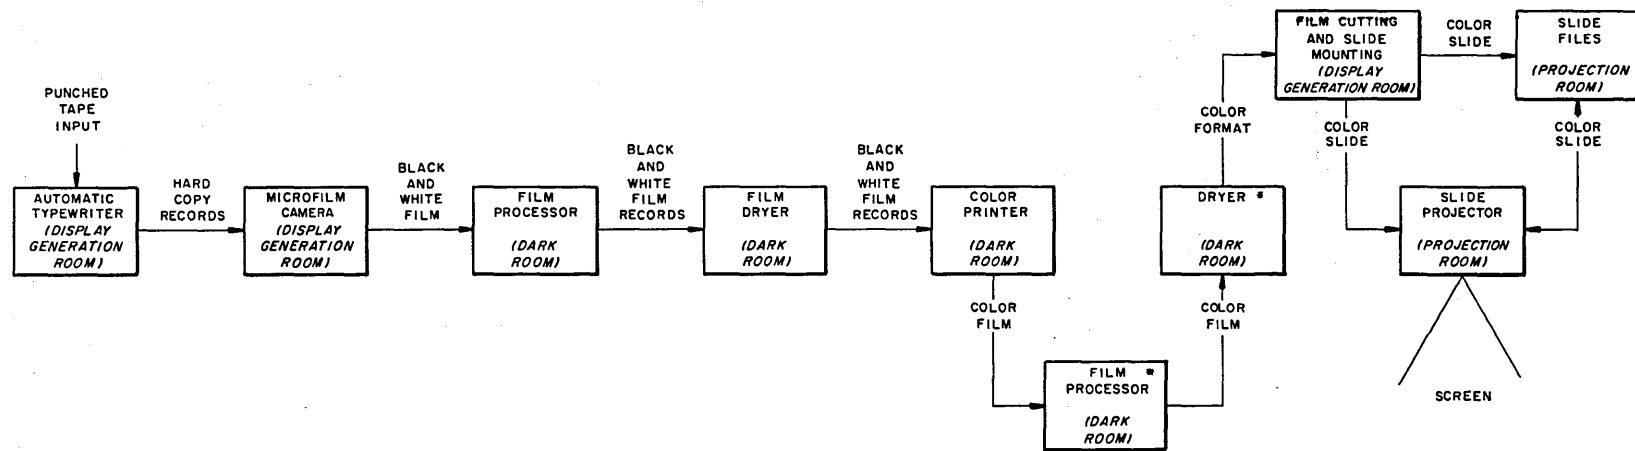 PUNCHED
TAPE
INPUT
AUTOMATIC
TYPEWRITER
(DISPLAY
GENERATION
ROOM)
HARD
COPY
RECORDS
MICROFILM
CAMERA
(DISPLAY
GENERATION
ROOM)
BLACK
AND
WHITE
FILM
FILM
PROCESSOR
(DARK
ROOM)
BLACK
AND
WHITE
FILM
RECORDS
FILM
DRYER
(DARK
ROOM)
BLACK
AND
WHITE
FILM
RECORDS
COLOR
PRINTER
(DARK
ROOM)
COLOR
FILM
FILM *
PROCESSOR
(DARK
ROOM)
COLOR
FILM
DRYER *
(DARK
ROOM)
COLOR
FORMAT
FILM CUTTING
AND SLIDE
MOUNTING
(DISPLAY
GENERATION ROOM)
COLOR
SLIDE
SLIDE
FILES
(PROJECTION
ROOM)
COLOR
SLIDE
COLOR
SLIDE
SLIDE
PROJECTOR
(PROJECTION
ROOM)
SCREEN